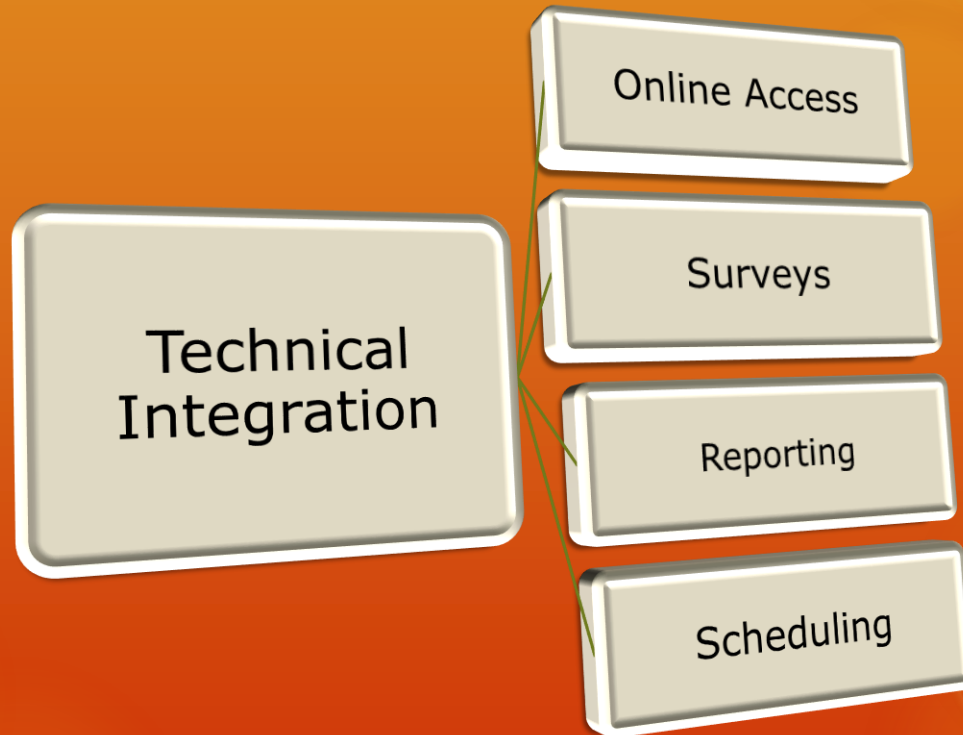 Technical
Integration
Online Access
Surveys
Reporting
Scheduling